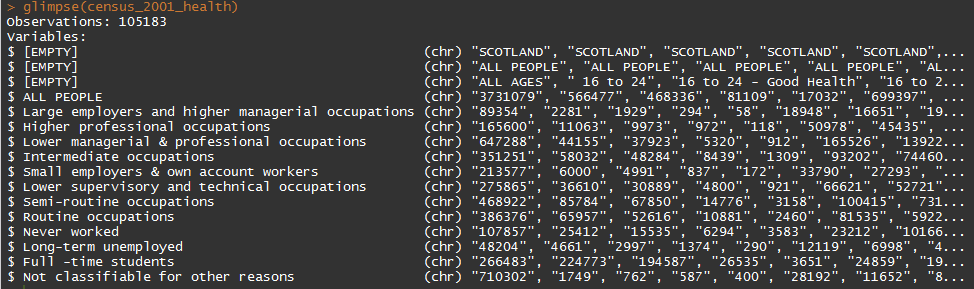 > glimpse(census_2001_health)
Observations: 105183
Variables:
$ [EMPTY] (chr) "SCOTLAND", "SCOTLAND", "SCOTLAND", "SCOTLAND", "SCOTLAND",...
$ [EMPTY] (chr) "ALL PEOPLE", "ALL PEOPLE", "ALL PEOPLE", "ALL PEOPLE", "AL...
$ [EMPTY] (chr) "ALL AGES", " 16 to 24", "16 to 24 - Good Health", "16 to 2...
$ ALL PEOPLE (chr) "3731079", "566477", "468336", "81109", "17032", "699397", ...
$ Large employers and higher managerial occupations (chr) "89354", "2281", "1929", "294", "58", "18948", "16651", "19...
$ Higher professional occupations (chr) "165600", "11063", "9973", "972", "118", "50978", "45435", ...
$ Lower managerial & professional occupations (chr) "647288", "44155", "37923", "5320", "912", "165526", "13922...
$ Intermediate occupations (chr) "351251", "58032", "48284", "8439", "1309", "93202", "74460...
$ Small employers & own account workers (chr) "213577", "6000", "4991", "837", "172", "33790", "27293", "...
$ Lower supervisory and technical occupations (chr) "275865", "36610", "30889", "4800", "921", "66621", "52721"...
$ Semi-routine occupations (chr) "468922", "85784", "67850", "14776", "3158", "100415", "731...
$ Routine occupations (chr) "386376", "65957", "52616", "10881", "2460", "81535", "5922...
$ Never worked (chr) "107857", "25412", "15535", "6294", "3583", "23212", "10166...
$ Long-term unemployed (chr) "48204", "4661", "2997", "1374", "290", "12119", "6998", "4...
$ Full -time students (chr) "266483", "224773", "194587", "26535", "3651", "24859", "19...
$ Not classifiable for other reasons (chr) "710302", "1749", "762", "587", "400", "28192", "11652", "8...